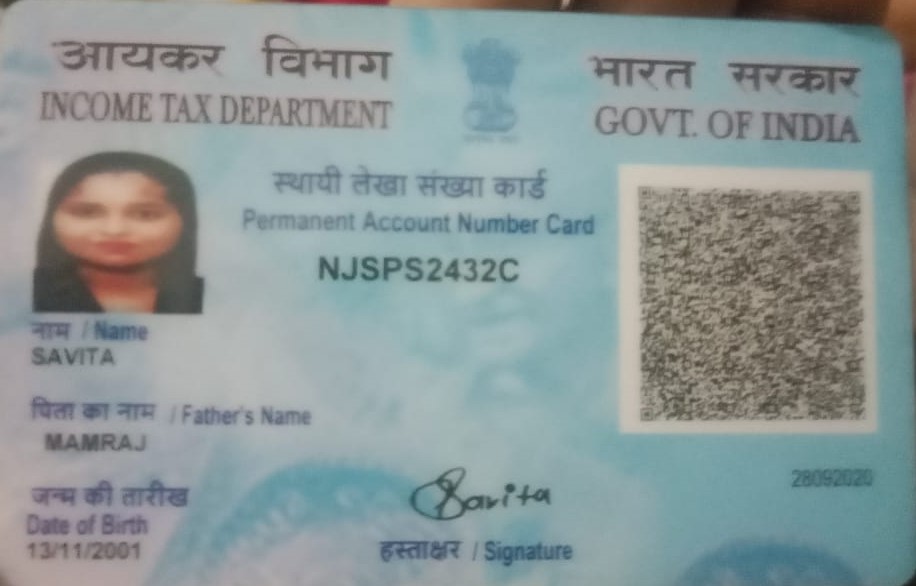 आयकर विभाग
INCOME TAX DEPARTMENT
भारत सरकार
GOVT. OF INDIA
स्थायी लेखा संख्या कार्ड
Permanent Account Number Card
NJSPS2432C
नाम / Name
SAVITA
पिता का नाम / Father's Name
MAMRAJ
जन्म की तारीख
Date of Birth
13/11/2001
Savita
हस्ताक्षर / Signature
28092020